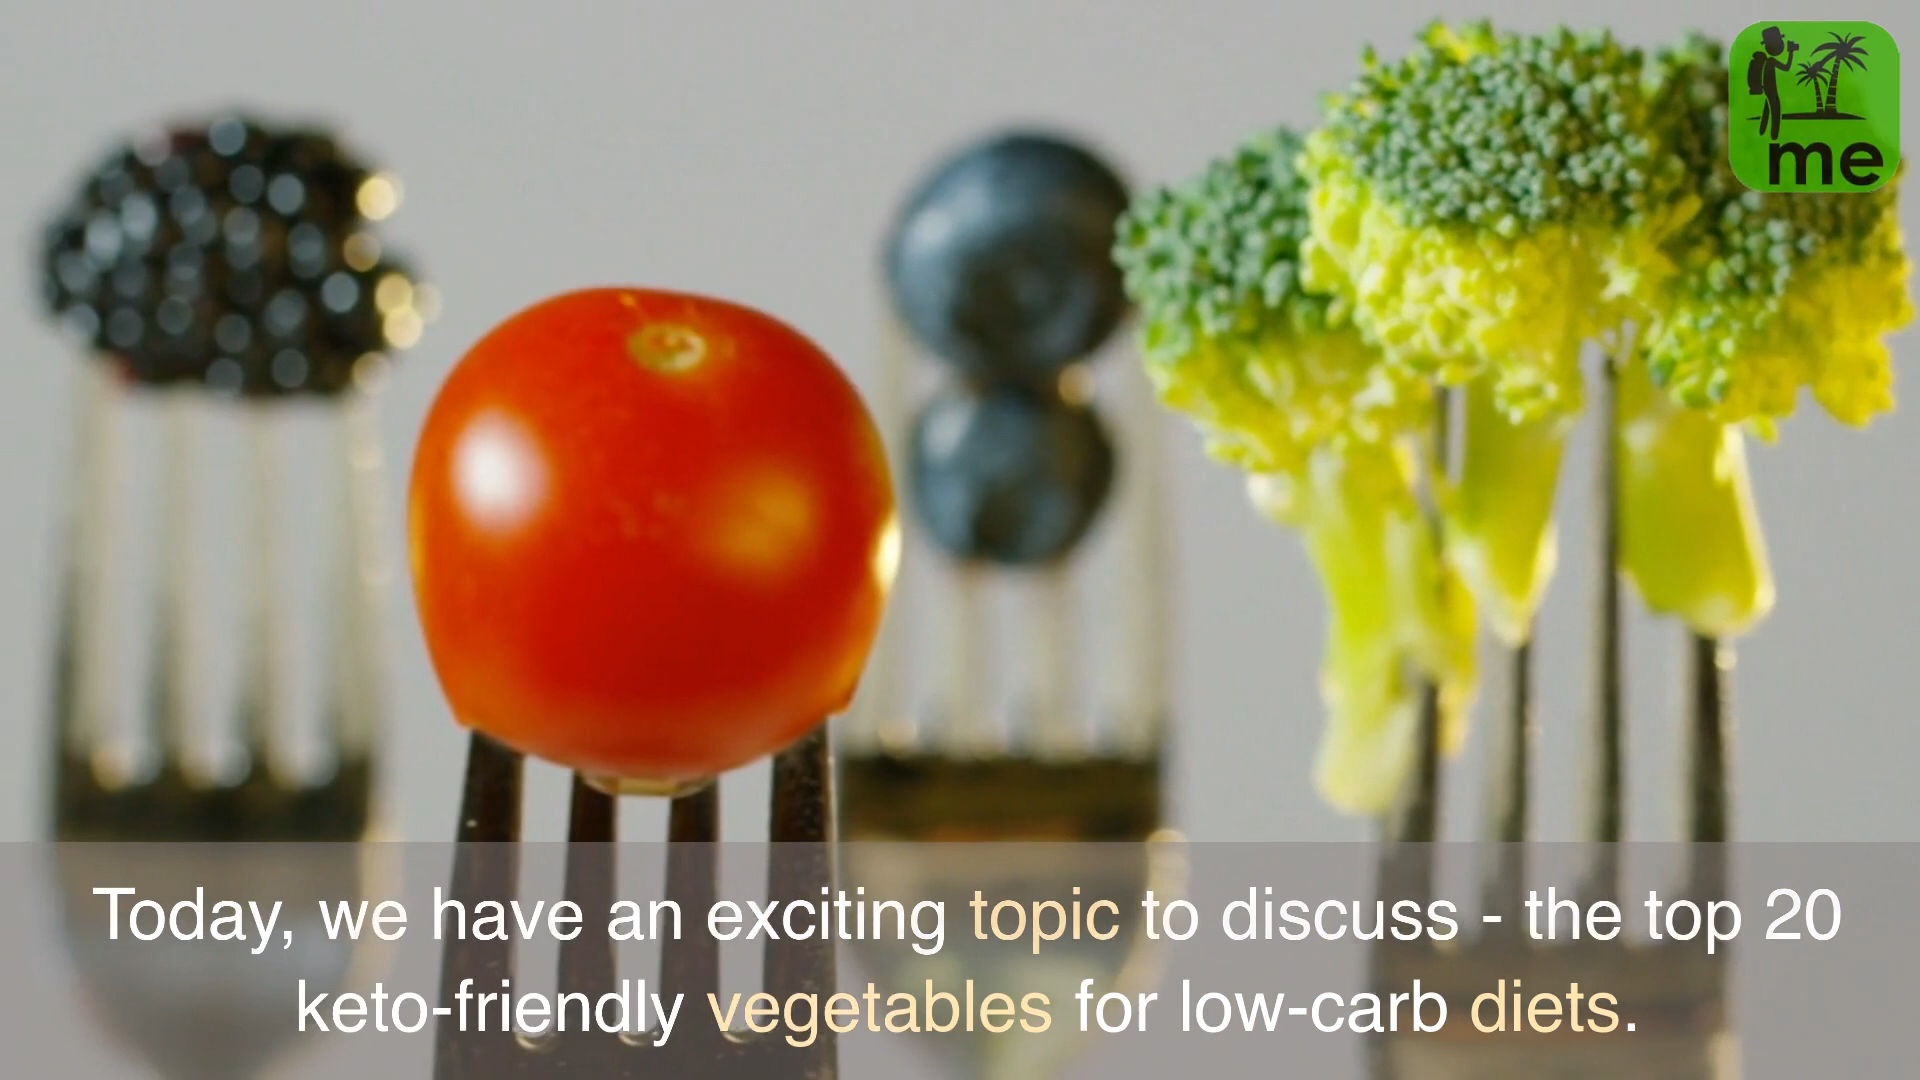 me
Today, we have an exciting topic to discuss - the top 20
keto-friendly vegetables for low-carb diets.